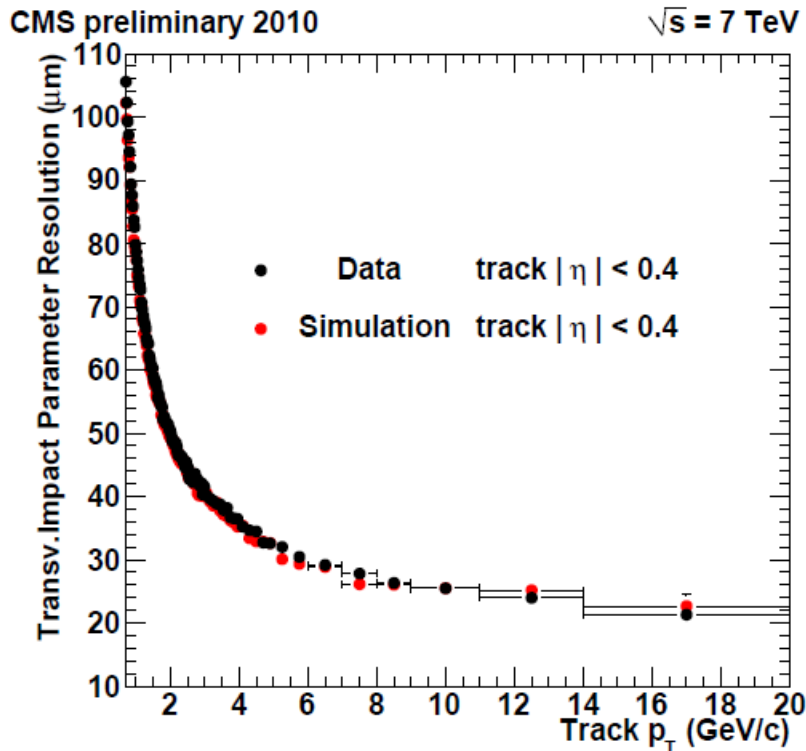 CMS preliminary 2010
√s = 7 TeV
Transv.Impact Parameter Resolution (μm)
110
100
90
80
70
60
50
40
30
20
10
Data track | η | < 0.4
Simulation track | η | < 0.4
2 4 6 8 10 12 14 16 18 20
Track p_T (GeV/c)